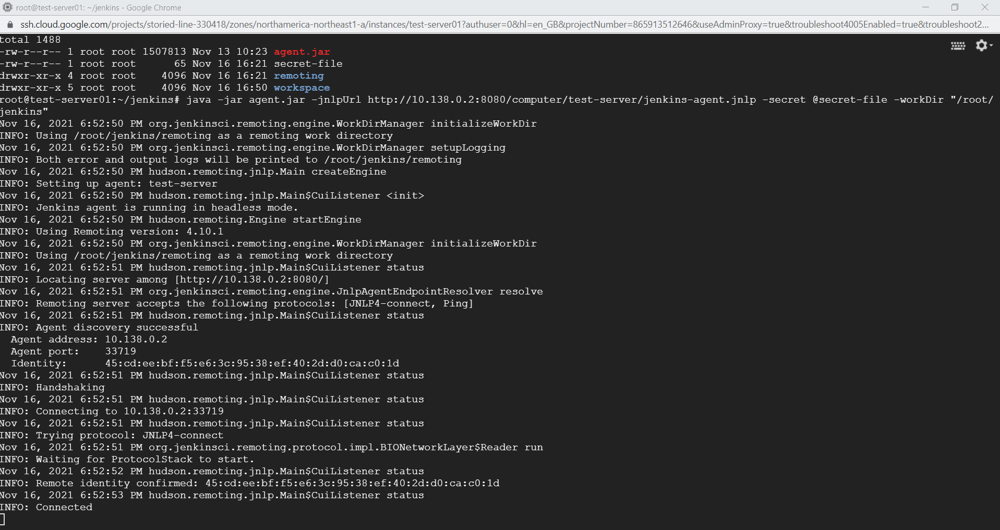 root@test-server01: ~/jenkins - Google Chrome
ssh.cloud.google.com/projects/storied-line-330418/zones/northamerica-northeast1-a/instances/test-server01?authuser=0&hl=en_GB&projectNumber=865913512646&useAdminProxy=true&troubleshoot4005Enabled=true&troubleshoot2...
total 1488
-rw-r--r-- 1 root root 1507813 Nov 13 10:23 agent.jar
-rw-r--r-- 1 root root      65 Nov 16 16:21 secret-file
drwxr-xr-x 4 root root    4096 Nov 16 16:21 remoting
drwxr-xr-x 5 root root    4096 Nov 16 16:50 workspace
root@test-server01:~/jenkins# java -jar agent.jar -jnlpUrl http://10.138.0.2:8080/computer/test-server/jenkins-agent.jnlp -secret @secret-file -workDir "/root/
jenkins"
Nov 16, 2021 6:52:50 PM org.jenkinsci.remoting.engine.WorkDirManager initializeWorkDir
INFO: Using /root/jenkins/remoting as a remoting work directory
Nov 16, 2021 6:52:50 PM org.jenkinsci.remoting.engine.WorkDirManager setupLogging
INFO: Both error and output logs will be printed to /root/jenkins/remoting
Nov 16, 2021 6:52:50 PM hudson.remoting.jnlp.Main createEngine
INFO: Setting up agent: test-server
Nov 16, 2021 6:52:50 PM hudson.remoting.jnlp.Main$CuiListener <init>
INFO: Jenkins agent is running in headless mode.
Nov 16, 2021 6:52:50 PM hudson.remoting.Engine startEngine
INFO: Using Remoting version: 4.10.1
Nov 16, 2021 6:52:50 PM org.jenkinsci.remoting.engine.WorkDirManager initializeWorkDir
INFO: Using /root/jenkins/remoting as a remoting work directory
Nov 16, 2021 6:52:51 PM hudson.remoting.jnlp.Main$CuiListener status
INFO: Locating server among [http://10.138.0.2:8080/]
Nov 16, 2021 6:52:51 PM org.jenkinsci.remoting.engine.JnlpAgentEndpointResolver resolve
INFO: Remoting server accepts the following protocols: [JNLP4-connect, Ping]
Nov 16, 2021 6:52:51 PM hudson.remoting.jnlp.Main$CuiListener status
INFO: Agent discovery successful
  Agent address: 10.138.0.2
  Agent port:    33719
  Identity:      45:cd:ee:bf:f5:e6:3c:95:38:ef:40:2d:d0:ca:c0:1d
Nov 16, 2021 6:52:51 PM hudson.remoting.jnlp.Main$CuiListener status
INFO: Handshaking
Nov 16, 2021 6:52:51 PM hudson.remoting.jnlp.Main$CuiListener status
INFO: Connecting to 10.138.0.2:33719
Nov 16, 2021 6:52:51 PM hudson.remoting.jnlp.Main$CuiListener status
INFO: Trying protocol: JNLP4-connect
Nov 16, 2021 6:52:51 PM org.jenkinsci.remoting.protocol.impl.BIONetworkLayer$Reader run
INFO: Waiting for ProtocolStack to start.
Nov 16, 2021 6:52:52 PM hudson.remoting.jnlp.Main$CuiListener status
INFO: Remote identity confirmed: 45:cd:ee:bf:f5:e6:3c:95:38:ef:40:2d:d0:ca:c0:1d
Nov 16, 2021 6:52:53 PM hudson.remoting.jnlp.Main$CuiListener status
INFO: Connected